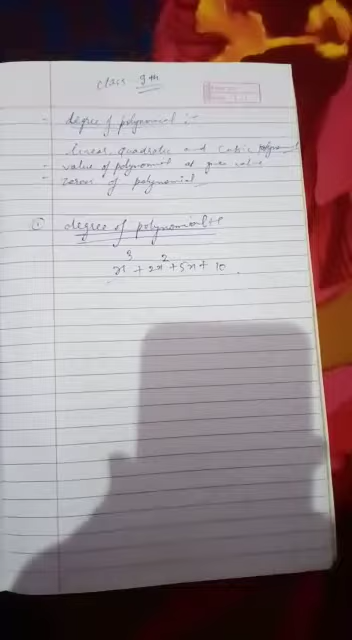 class 9th
- degree of polynomial :-
linear, quadratic and Cubic polynomial
- value of polynomial at given value
- zeroes of polynomial
① degree of polynomial
x³ + 2x² + 5x + 10.